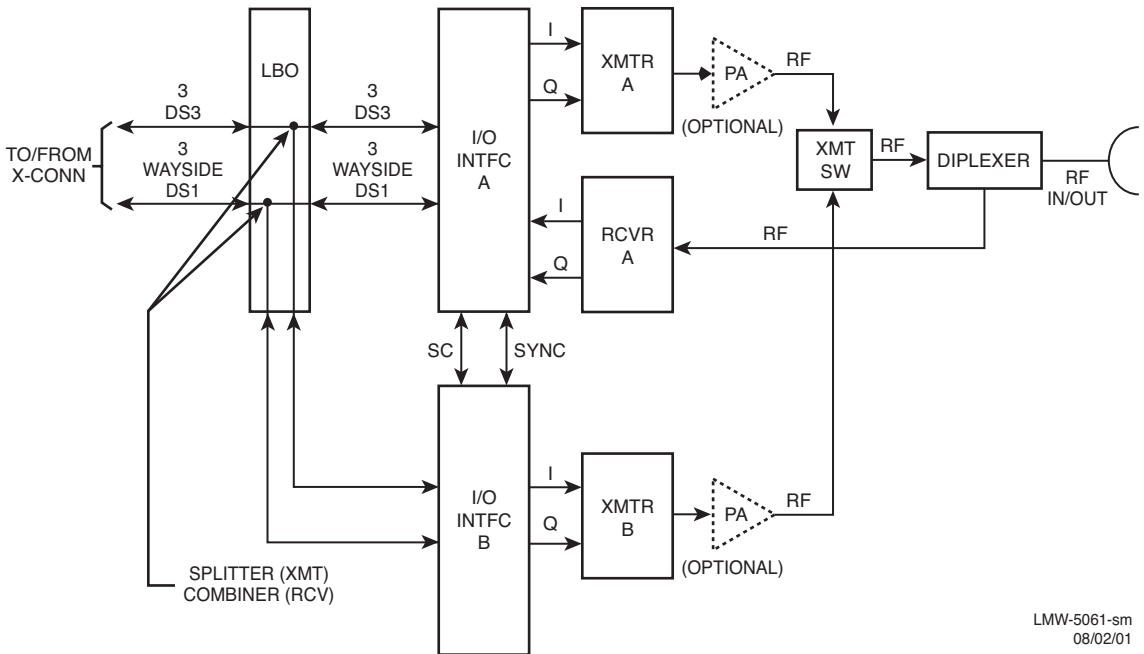 LBO
3
DS3
3
DS3
3
WAYSIDE
DS1
3
WAYSIDE
DS1
TO/FROM
X-CONN
I/O
INTFC
A
I
Q
XMTR
A
PA
(OPTIONAL)
RF
XMT
SW
RF
DIPLEXER
RF
IN/OUT
I
Q
RCVR
A
RF
SC
SYNC
I/O
INTFC
B
I
Q
XMTR
B
PA
(OPTIONAL)
RF
SPLITTER (XMT)
COMBINER (RCV)
LMW-5061-sm
08/02/01